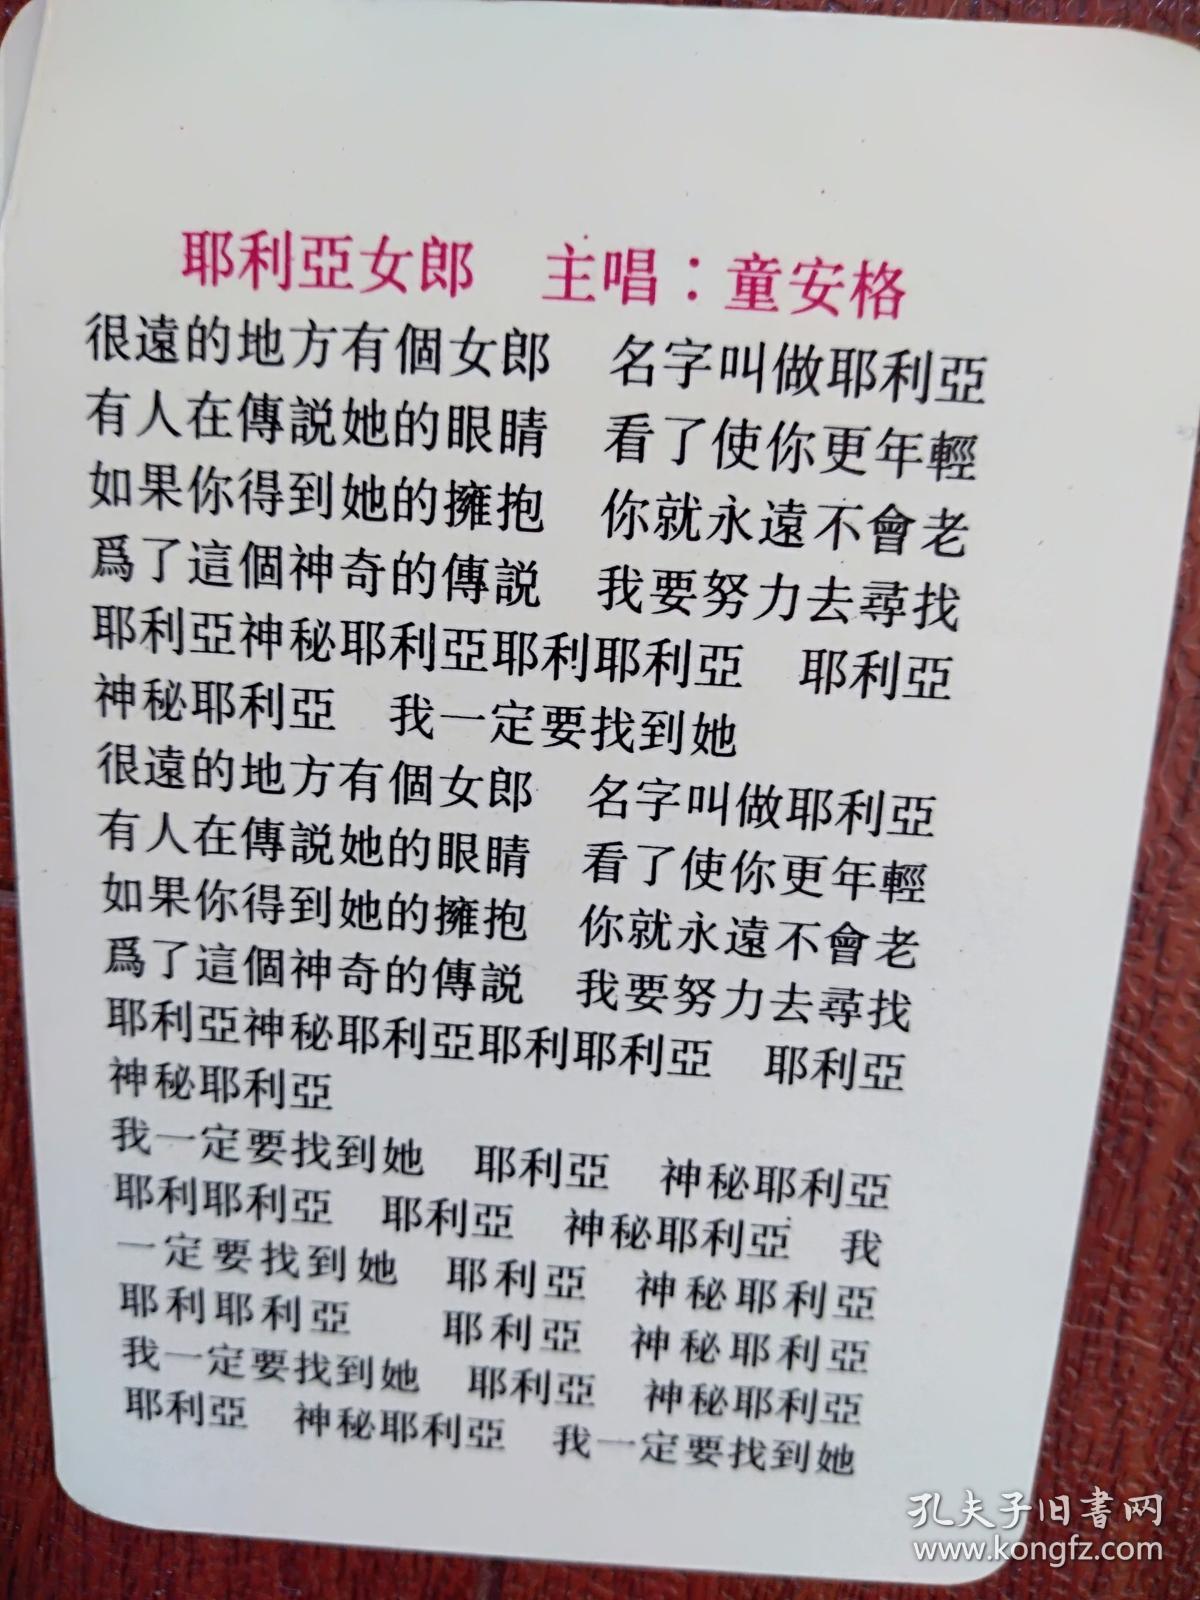 耶利亞女郎　主唱：童安格
很遠的地方有個女郎　名字叫做耶利亞
有人在傳説她的眼睛　看了使你更年輕
如果你得到她的擁抱　你就永遠不會老
爲了這個神奇的傳説　我要努力去尋找
耶利亞神秘耶利亞耶利耶利亞　耶利亞
神秘耶利亞　我一定要找到她
很遠的地方有個女郎　名字叫做耶利亞
有人在傳説她的眼睛　看了使你更年輕
如果你得到她的擁抱　你就永遠不會老
爲了這個神奇的傳説　我要努力去尋找
耶利亞神秘耶利亞耶利耶利亞　耶利亞
神秘耶利亞
我一定要找到她　耶利亞　神秘耶利亞
耶利耶利亞　耶利亞　神秘耶利亞　我
一定要找到她　耶利亞　神秘耶利亞
耶利耶利亞　　耶利亞　神秘耶利亞
我一定要找到她　耶利亞　神秘耶利亞
耶利亞　神秘耶利亞　我一定要找到她
孔夫子旧書网
www.kongfz.com